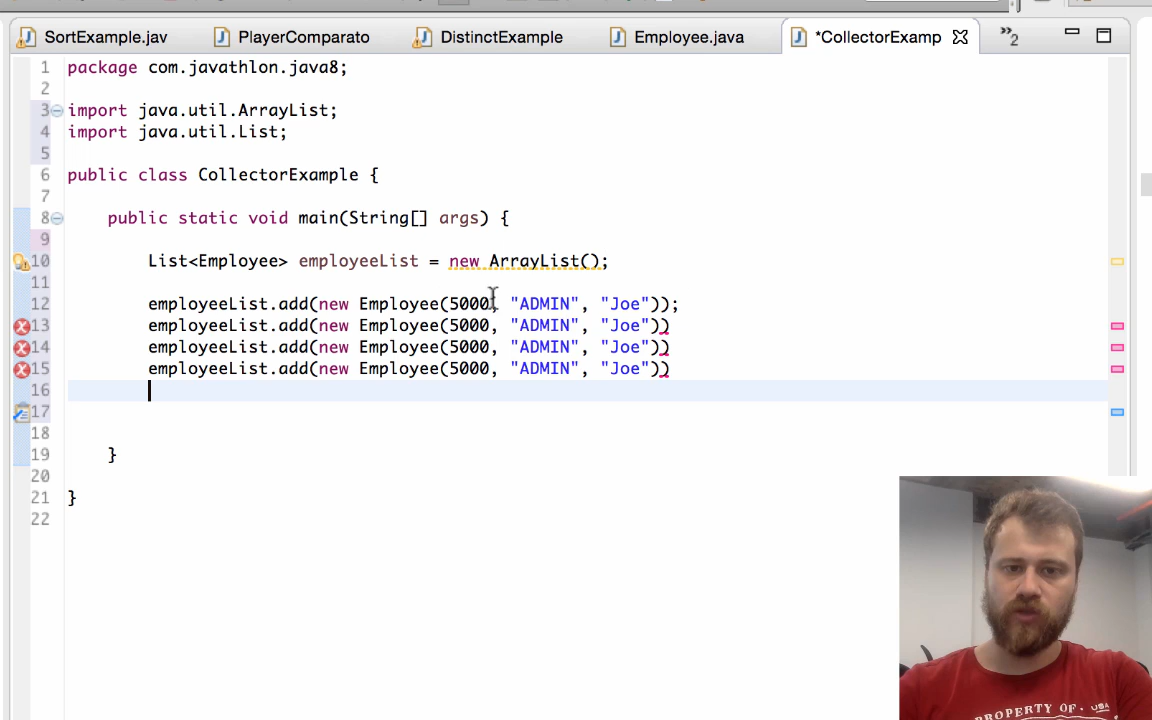 SortExample.jav PlayerComparato DistinctExample Employee.java *CollectorExamp »2
1 package com.javathlon.java8;
2
3 import java.util.ArrayList;
4 import java.util.List;
5
6 public class CollectorExample {
7
8 public static void main(String[] args) {
9
10 List<Employee> employeeList = new ArrayList();
11
12 employeeList.add(new Employee(5000, "ADMIN", "Joe"));
13 employeeList.add(new Employee(5000, "ADMIN", "Joe"))
14 employeeList.add(new Employee(5000, "ADMIN", "Joe"))
15 employeeList.add(new Employee(5000, "ADMIN", "Joe"))
16
17
18
19 }
20
21 }
22
PROPERTY OF. USA